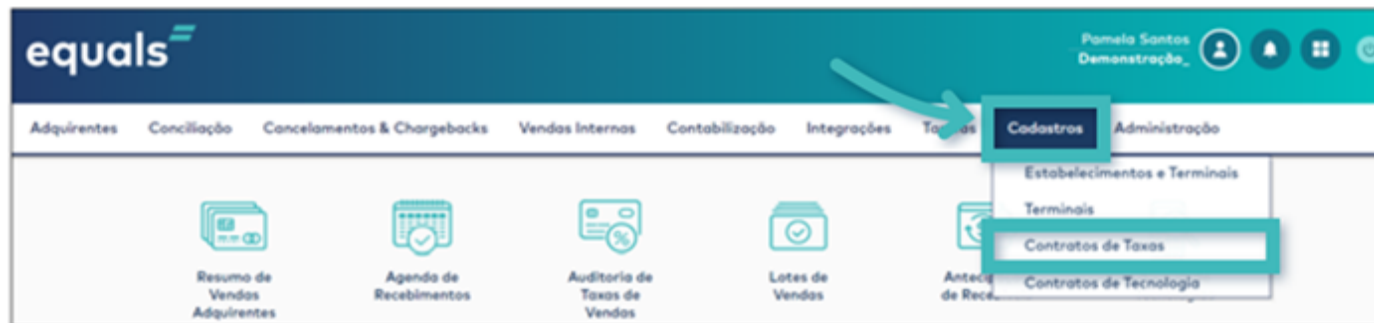 equals
Pamela Santos
Demonstração_
Adquirentes Conciliação Cancelamentos & Chargebacks Vendas Internas Contabilização Integrações Cadastros Administração
Estabelecimentos e Terminais
Terminais
Contratos de Taxas
Contratos de Tecnologia
Resumo de
Vendas
Adquirentes
Agenda de
Recebimentos
Auditoria de
Taxas de
Vendas
Lotes de
Vendas